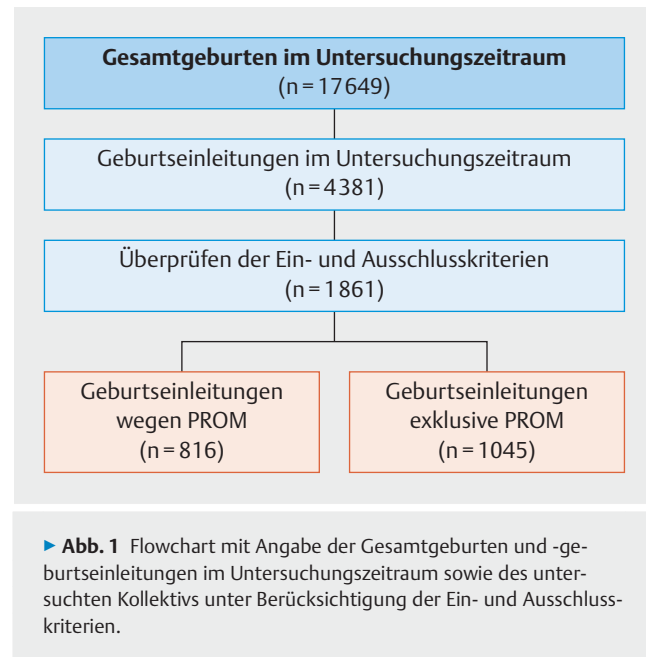 Gesamtgeburten im Untersuchungszeitraum
(n = 17649)
Geburtseinleitungen im Untersuchungszeitraum
(n = 4381)
Überprüfen der Ein- und Ausschlusskriterien
(n = 1861)
Geburtseinleitungen
wegen PROM
(n = 816)
Geburtseinleitungen
exklusive PROM
(n = 1045)
► Abb. 1 Flowchart mit Angabe der Gesamtgeburten und -ge-
burtseinleitungen im Untersuchungszeitraum sowie des unter-
suchten Kollektivs unter Berücksichtigung der Ein- und Ausschluss-
kriterien.